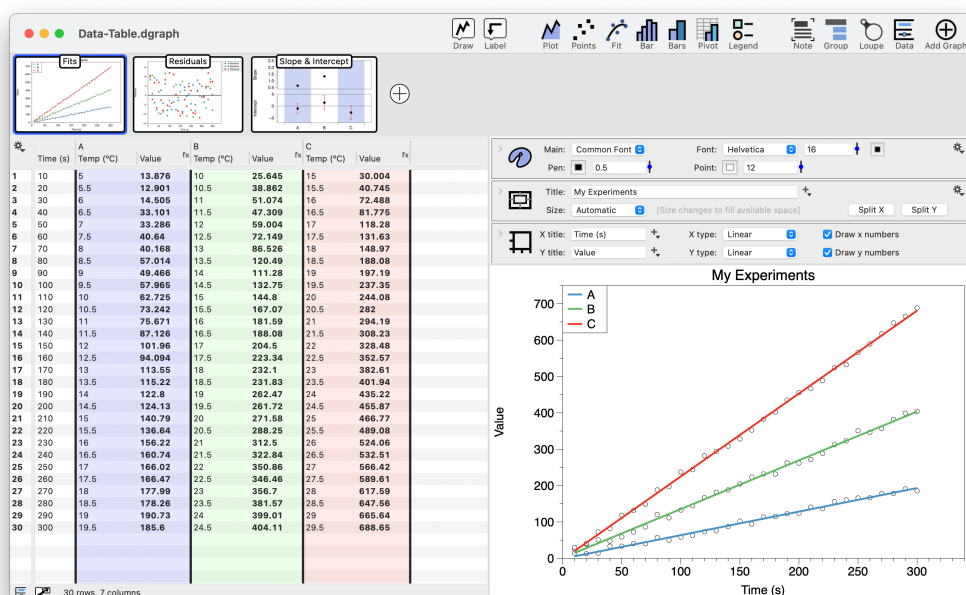 Data-Table.dgraph
Draw Label Plot Points Fit Bar Bars Pivot Legend Note Group Loupe Data Add Graph
Fits Residuals Slope & Intercept
A B C
Time (s) Temp (°C) Value fx Temp (°C) Value fx Temp (°C) Value fx
1 10 5 13.876 10 25.645 15 30.004
2 20 5.5 12.901 10.5 38.862 15.5 40.745
3 30 6 14.505 11 51.074 16 72.488
4 40 6.5 33.101 11.5 47.309 16.5 81.775
5 50 7 33.286 12 59.004 17 118.28
6 60 7.5 40.64 12.5 72.149 17.5 131.63
7 70 8 40.168 13 86.526 18 148.97
8 80 8.5 57.014 13.5 120.49 18.5 188.08
9 90 9 49.466 14 111.28 19 197.19
10 100 9.5 57.965 14.5 132.75 19.5 237.35
11 110 10 62.725 15 144.8 20 244.08
12 120 10.5 73.242 15.5 167.07 20.5 282
13 130 11 75.671 16 181.59 21 294.19
14 140 11.5 87.126 16.5 188.08 21.5 308.23
15 150 12 101.96 17 204.5 22 328.48
16 160 12.5 94.094 17.5 223.34 22.5 352.57
17 170 13 113.55 18 232.1 23 382.61
18 180 13.5 115.22 18.5 231.83 23.5 401.94
19 190 14 122.8 19 262.47 24 435.22
20 200 14.5 124.13 19.5 261.72 24.5 455.87
21 210 15 140.79 20 271.58 25 466.77
22 220 15.5 136.64 20.5 288.25 25.5 489.08
23 230 16 156.22 21 312.5 26 524.06
24 240 16.5 160.74 21.5 322.84 26.5 532.51
25 250 17 166.02 22 350.86 27 566.42
26 260 17.5 166.47 22.5 346.46 27.5 589.61
27 270 18 177.99 23 356.7 28 617.59
28 280 18.5 178.26 23.5 381.57 28.5 647.56
29 290 19 190.73 24 399.01 29 665.64
30 300 19.5 185.6 24.5 404.11 29.5 688.65
30 rows, 7 columns
Main: Common Font Font: Helvetica 16
Pen: 0.5 Point: 12
Title: My Experiments
Size: Automatic [Size changes to fill available space] Split X Split Y
X title: Time (s) X type: Linear Draw x numbers
Y title: Value Y type: Linear Draw y numbers
My Experiments
A
B
C
Value
700
600
500
400
300
200
100
0
0 50 100 150 200 250 300
Time (s)